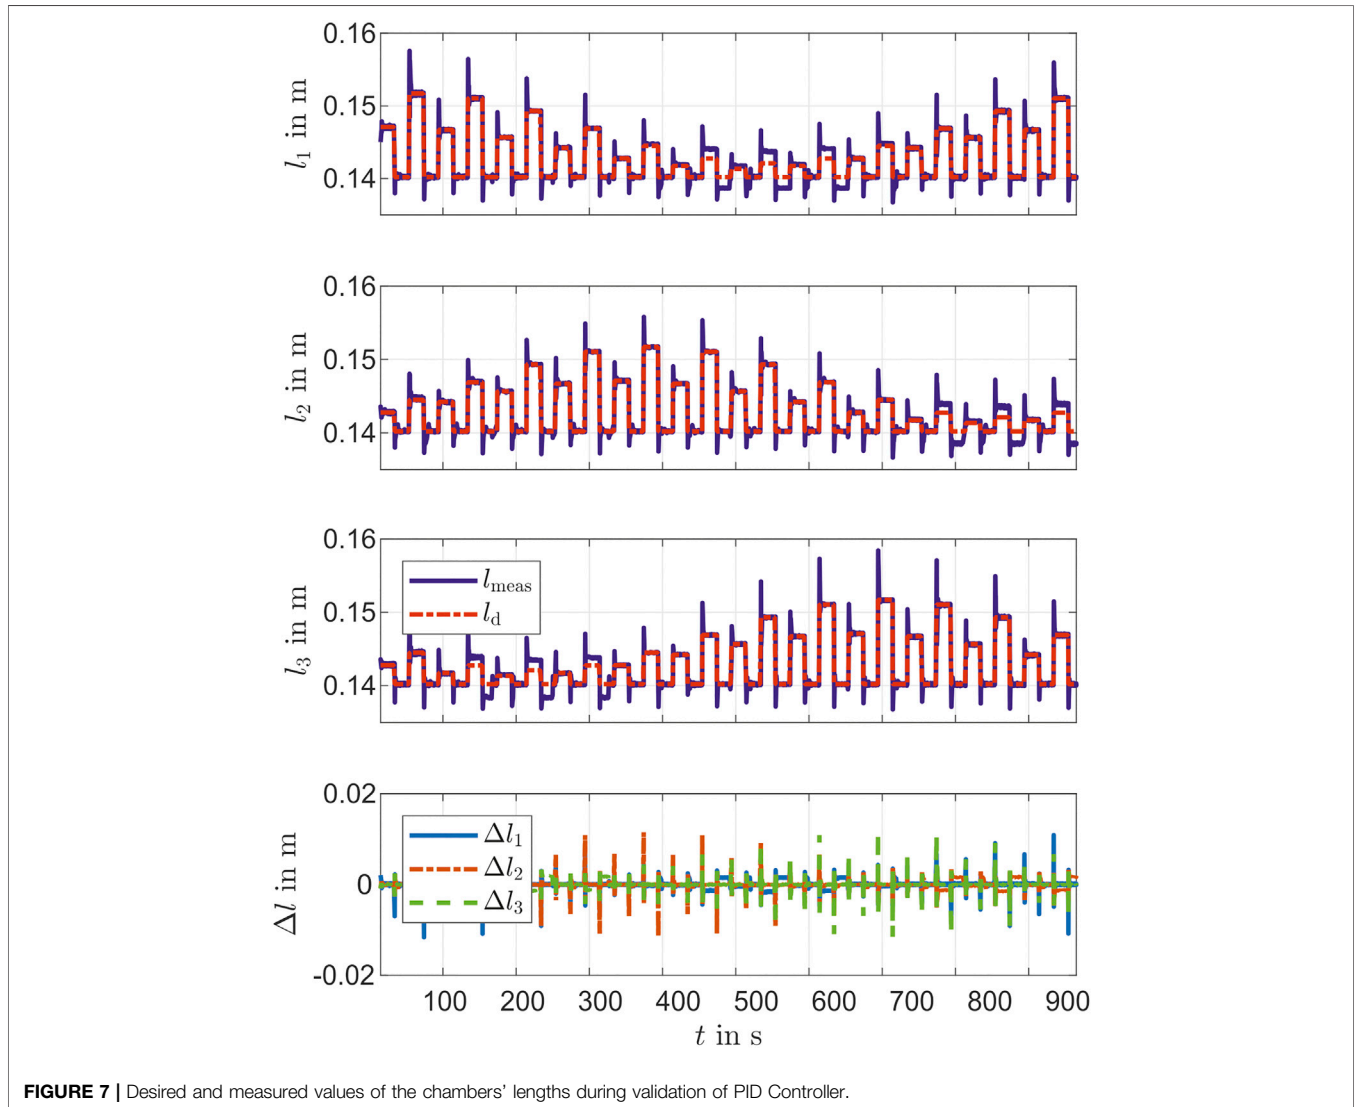 0.16
0.15
0.14
l1 in m
0.16
0.15
0.14
l2 in m
0.16
0.15
0.14
l3 in m
lmeas
ld
0.02
0
-0.02
Δl in m
Δl1
Δl2
Δl3
100 200 300 400 500 600 700 800 900
t in s
FIGURE 7 | Desired and measured values of the chambers’ lengths during validation of PID Controller.